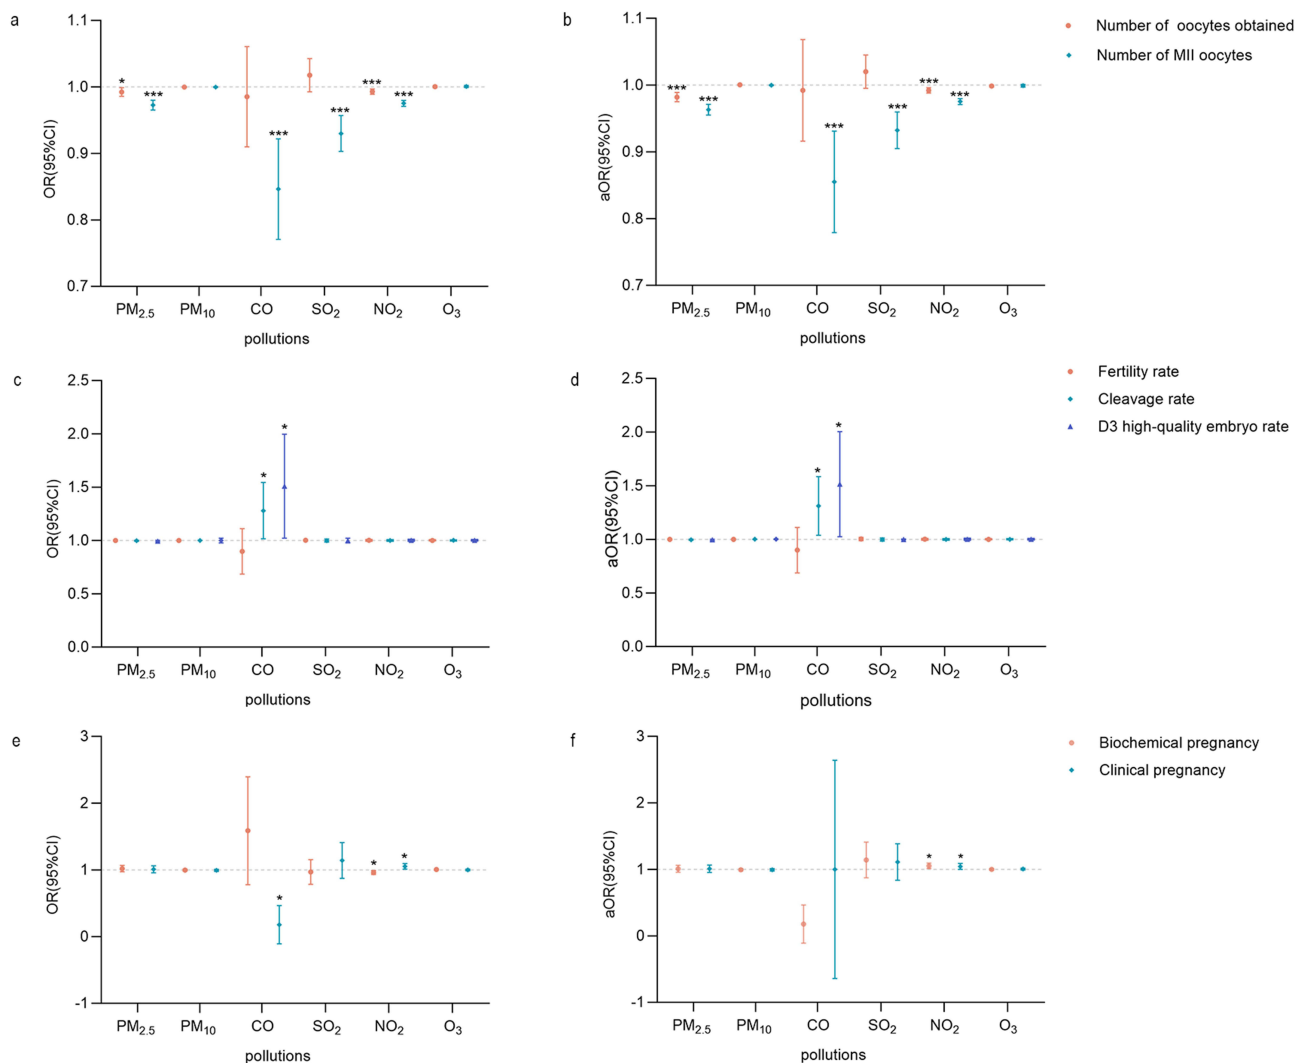 a
1.1
1.0
0.9
0.8
0.7
OR(95%CI)
* *** *** *** *** ***
PM2.5 PM10 CO SO2 NO2 O3
pollutions
b
1.1
1.0
0.9
0.8
0.7
aOR(95%CI)
*** *** *** *** *** ***
PM2.5 PM10 CO SO2 NO2 O3
pollutions
Number of oocytes obtained
Number of MII oocytes
c
2.5
2.0
1.5
1.0
0.5
0.0
OR(95%CI)
* *
PM2.5 PM10 CO SO2 NO2 O3
pollutions
d
2.5
2.0
1.5
1.0
0.5
0.0
aOR(95%CI)
* *
PM2.5 PM10 CO SO2 NO2 O3
pollutions
Fertility rate
Cleavage rate
D3 high-quality embryo rate
e
3
2
1
0
-1
OR(95%CI)
* * *
PM2.5 PM10 CO SO2 NO2 O3
pollutions
f
3
2
1
0
-1
aOR(95%CI)
* *
PM2.5 PM10 CO SO2 NO2 O3
pollutions
Biochemical pregnancy
Clinical pregnancy